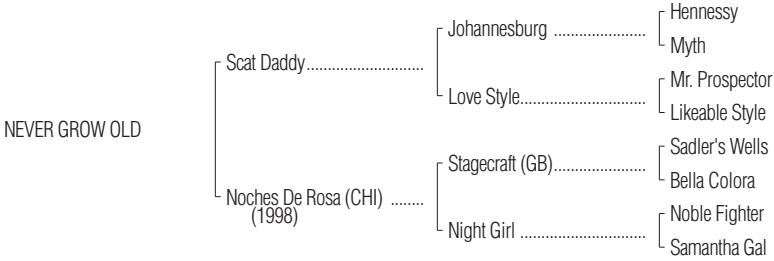 Hennessy
Johannesburg ........................
Myth
Scat Daddy..............................
Mr. Prospector
Love Style.................................
Likeable Style
NEVER GROW OLD
Sadler's Wells
Stagecraft (GB)........................
Bella Colora
Noches De Rosa (CHI) ........
(1998)
Noble Fighter
Night Girl .................................
Samantha Gal